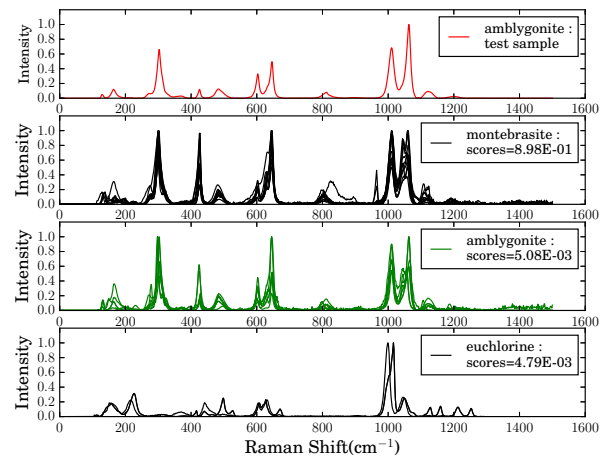 Intensity
1.0
0.8
0.6
0.4
0.2
0.0
amblygonite :
test sample
0 200 400 600 800 1000 1200 1400 1600
Intensity
1.0
0.8
0.6
0.4
0.2
0.0
montebrasite :
scores=8.98E-01
0 200 400 600 800 1000 1200 1400 1600
Intensity
1.0
0.8
0.6
0.4
0.2
0.0
amblygonite :
scores=5.08E-03
0 200 400 600 800 1000 1200 1400 1600
Intensity
1.0
0.8
0.6
0.4
0.2
0.0
euchlorine :
scores=4.79E-03
0 200 400 600 800 1000 1200 1400 1600
Raman Shift(cm⁻¹)